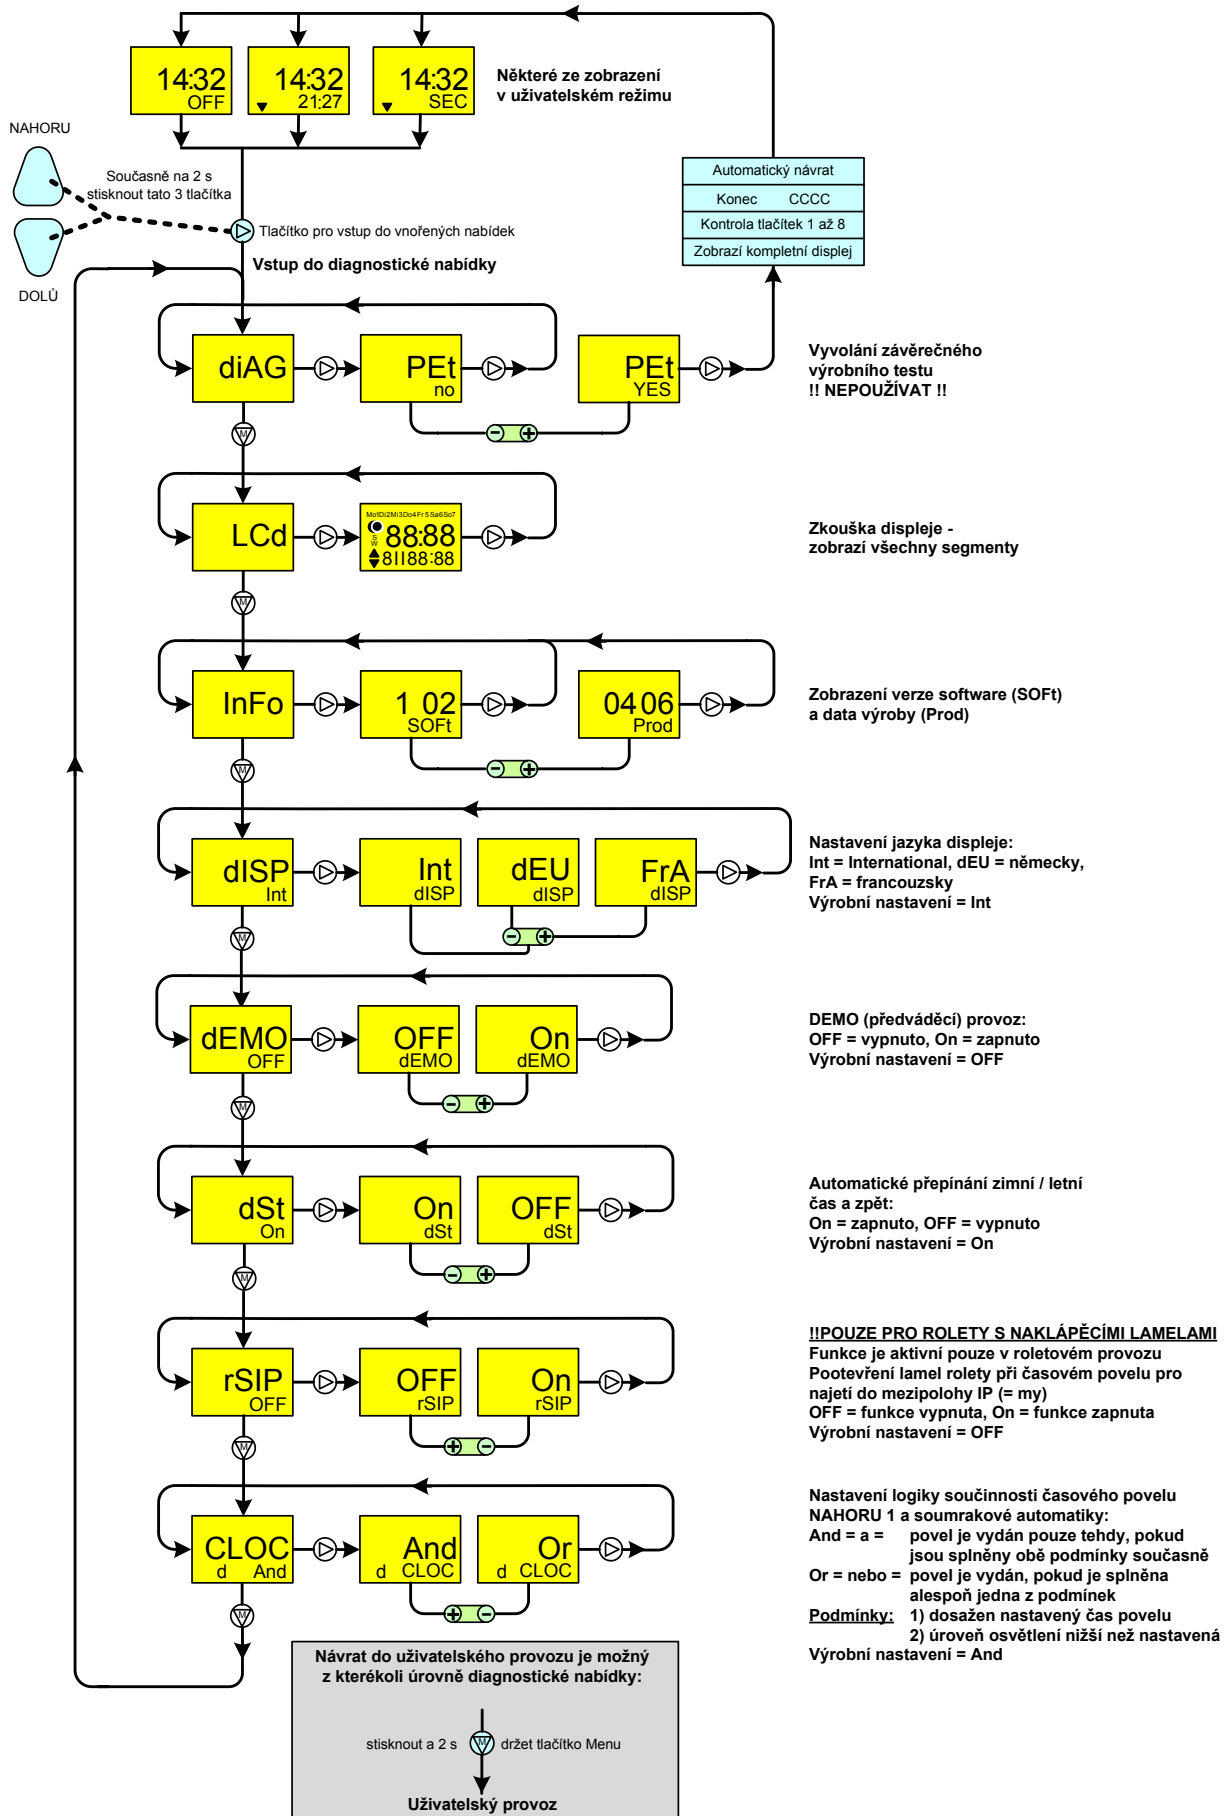 14:32
OFF
14:32
21:27
14:32
SEC
Některé ze zobrazení
v uživatelském režimu
NAHORU
Současně na 2 s
stisknout tato 3 tlačítka
Tlačítko pro vstup do vnořených nabídek
Vstup do diagnostické nabídky
DOLŮ
Automatický návrat
Konec CCCC
Kontrola tlačítek 1 až 8
Zobrazí kompletní displej
diAG
PEt
no
PEt
YES
Vyvolání závěrečného
výrobního testu
!! NEPOUŽÍVAT !!
M
LCd
Mo1Di2Mi3Do4Fr5Sa6So7
S
W
88:88
8II88:88
Zkouška displeje -
zobrazí všechny segmenty
M
InFo
1 02
SOFt
04 06
Prod
Zobrazení verze software (SOFt)
a data výroby (Prod)
M
dISP
Int
Int
dISP
dEU
dISP
FrA
dISP
Nastavení jazyka displeje:
Int = International, dEU = německy,
FrA = francouzsky
Výrobní nastavení = Int
M
dEMO
OFF
OFF
dEMO
On
dEMO
DEMO (předváděcí) provoz:
OFF = vypnuto, On = zapnuto
Výrobní nastavení = OFF
M
dSt
On
On
dSt
OFF
dSt
Automatické přepínání zimní / letní
čas a zpět:
On = zapnuto, OFF = vypnuto
Výrobní nastavení = On
M
rSIP
OFF
OFF
rSIP
On
rSIP
!!POUZE PRO ROLETY S NAKLÁPĚCÍMI LAMELAMI
Funkce je aktivní pouze v roletovém provozu
Pootevření lamel rolety při časovém povelu pro
najetí do mezipolohy IP (= my)
OFF = funkce vypnuta, On = funkce zapnuta
Výrobní nastavení = OFF
M
CLOC
d And
And
d CLOC
Or
d CLOC
Nastavení logiky součinnosti časového povelu
NAHORU 1 a soumrakové automatiky:
And = a = povel je vydán pouze tehdy, pokud
jsou splněny obě podmínky současně
Or = nebo = povel je vydán, pokud je splněna
alespoň jedna z podmínek
Podmínky: 1) dosažen nastavený čas povelu
2) úroveň osvětlení nižší než nastavená
Výrobní nastavení = And
M
Návrat do uživatelského provozu je možný
z kterékoli úrovně diagnostické nabídky:
stisknout a 2 s M držet tlačítko Menu
Uživatelský provoz